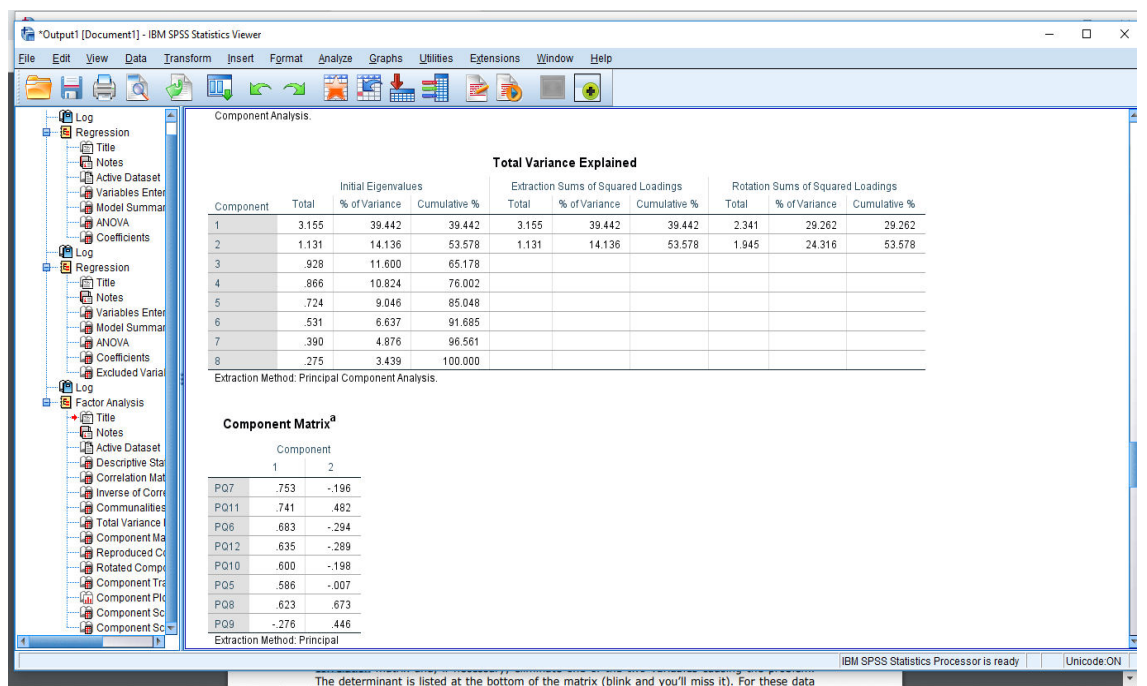 *Output1 [Document1] - IBM SPSS Statistics Viewer
File Edit View Data Transform Insert Format Analyze Graphs Utilities Extensions Window Help
Log
Regression
Title
Notes
Active Dataset
Variables Enter
Model Summar
ANOVA
Coefficients
Log
Regression
Title
Notes
Variables Enter
Model Summar
ANOVA
Coefficients
Excluded Varial
Log
Factor Analysis
Title
Notes
Active Dataset
Descriptive Stat
Correlation Mat
Inverse of Corre
Communalities
Total Variance
Component Ma
Reproduced Co
Rotated Compo
Component Tra
Component Plo
Component Sc
Component Sc
Component Analysis.
Total Variance Explained
Initial Eigenvalues Extraction Sums of Squared Loadings Rotation Sums of Squared Loadings
Component Total % of Variance Cumulative % Total % of Variance Cumulative % Total % of Variance Cumulative %
1 3.155 39.442 39.442 3.155 39.442 39.442 2.341 29.262 29.262
2 1.131 14.136 53.578 1.131 14.136 53.578 1.945 24.316 53.578
3 .928 11.600 65.178
4 .866 10.824 76.002
5 .724 9.046 85.048
6 .531 6.637 91.685
7 .390 4.876 96.561
8 .275 3.439 100.000
Extraction Method: Principal Component Analysis.
Component Matrixa
Component
1 2
PQ7 .753 -.196
PQ11 .741 .482
PQ6 .683 -.294
PQ12 .635 -.289
PQ10 .600 -.198
PQ5 .586 -.007
PQ8 .623 .673
PQ9 -.276 .446
Extraction Method: Principal
IBM SPSS Statistics Processor is ready Unicode:ON
The determinant is listed at the bottom of the matrix (blink and you'll miss it). For these data